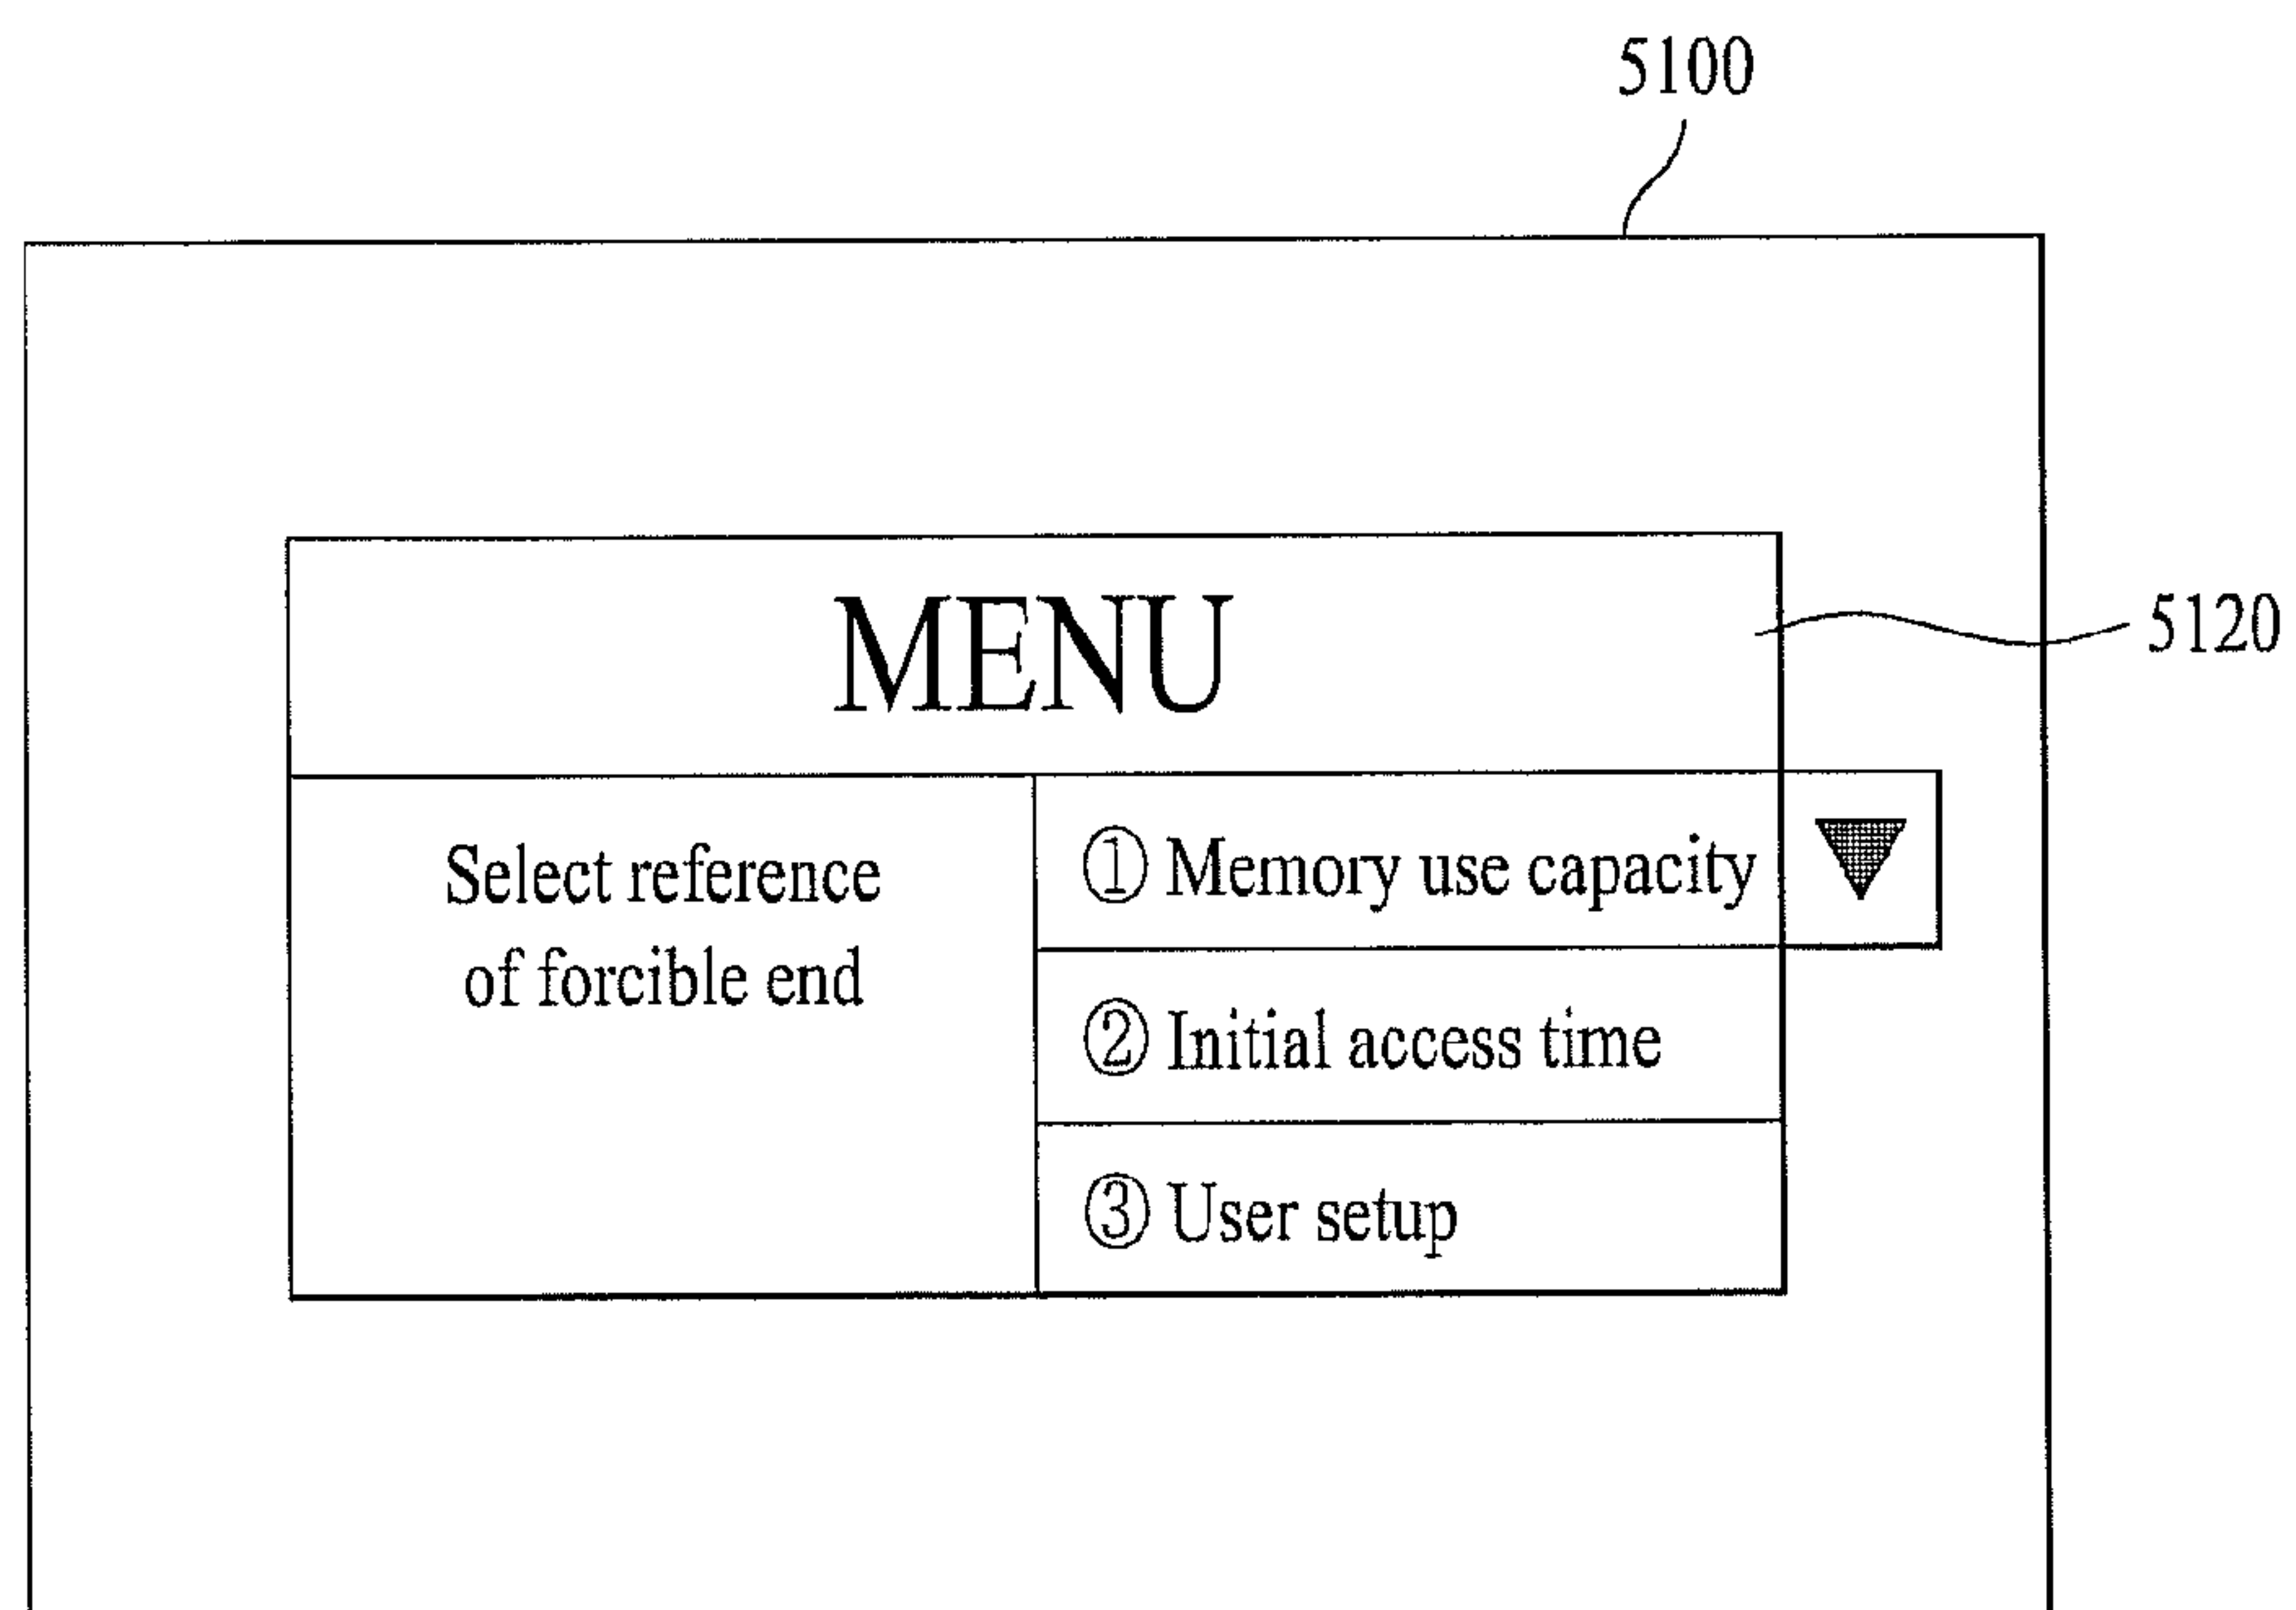 5100
MENU
5120
Select reference
of forcible end
① Memory use capacity
② Initial access time
③ User setup